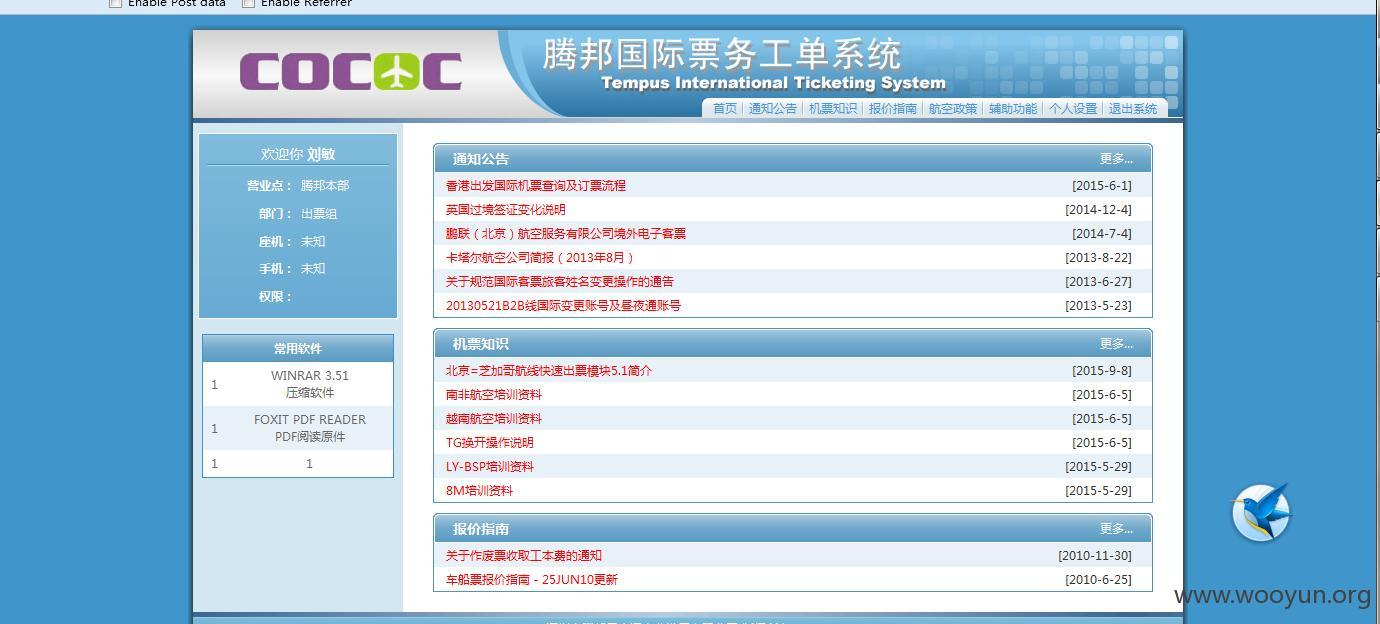 Enable Post data Enable Referrer
COCOC
腾邦国际票务工单系统
Tempus International Ticketing System
首页 通知公告 机票知识 报价指南 航空政策 辅助功能 个人设置 退出系统
欢迎你 刘敏
营业点： 腾邦本部
部门： 出票组
座机： 未知
手机： 未知
权限：
常用软件
1 WINRAR 3.51
压缩软件
1 FOXIT PDF READER
PDF阅读原件
1 1
通知公告 更多...
香港出发国际机票查询及订票流程 [2015-6-1]
英国过境签证变化说明 [2014-12-4]
鹏联（北京）航空服务有限公司境外电子客票 [2014-7-4]
卡塔尔航空公司简报（2013年8月） [2013-8-22]
关于规范国际客票旅客姓名变更操作的通告 [2013-6-27]
20130521B2B线国际变更账号及昼夜通账号 [2013-5-23]
机票知识 更多...
北京=芝加哥航线快速出票模块5.1简介 [2015-9-8]
南非航空培训资料 [2015-6-5]
越南航空培训资料 [2015-6-5]
TG换开操作说明 [2015-6-5]
LY-BSP培训资料 [2015-5-29]
8M培训资料 [2015-5-29]
报价指南 更多...
关于作废票收取工本费的通知 [2010-11-30]
车船票报价指南 - 25JUN10更新 [2010-6-25]
www.wooyun.org